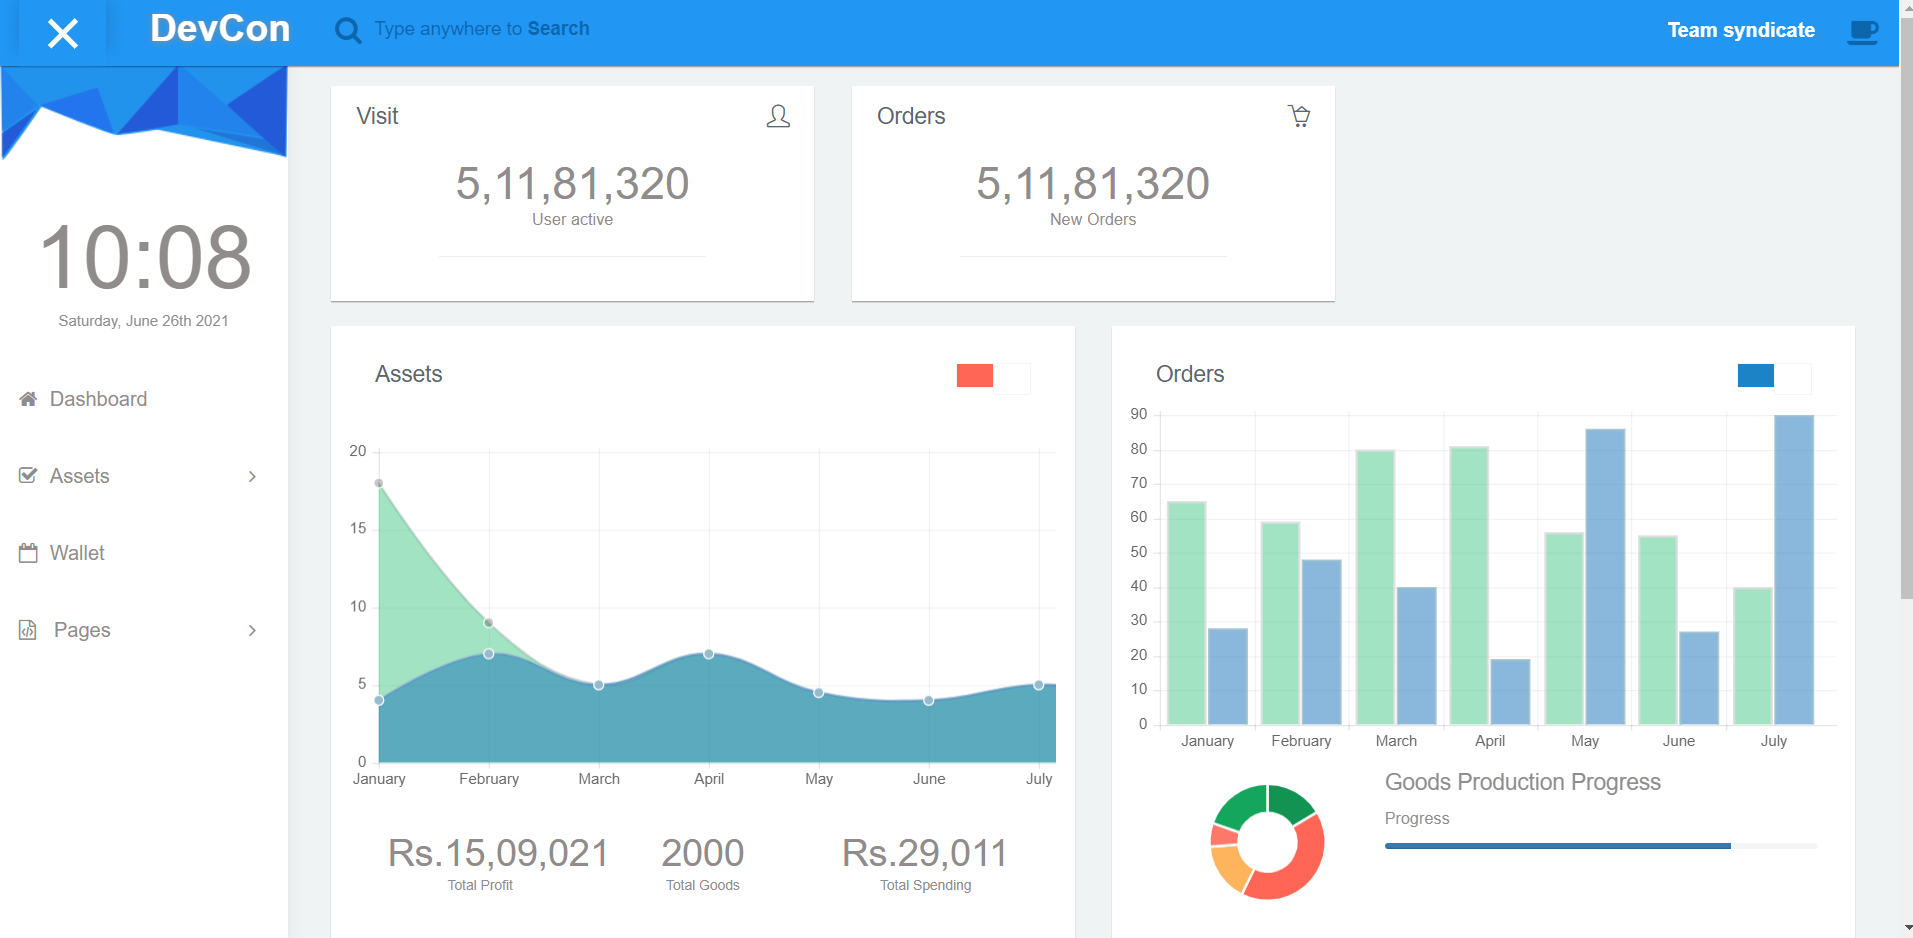 DevCon
Type anywhere to Search
Team syndicate
10:08
Saturday, June 26th 2021
Dashboard
Assets
Wallet
Pages
Visit
5,11,81,320
User active
Orders
5,11,81,320
New Orders
Assets
20
15
10
5
0
January February March April May June July
Rs.15,09,021 2000 Rs.29,011
Total Profit Total Goods Total Spending
Orders
90
80
70
60
50
40
30
20
10
0
January February March April May June July
Goods Production Progress
Progress